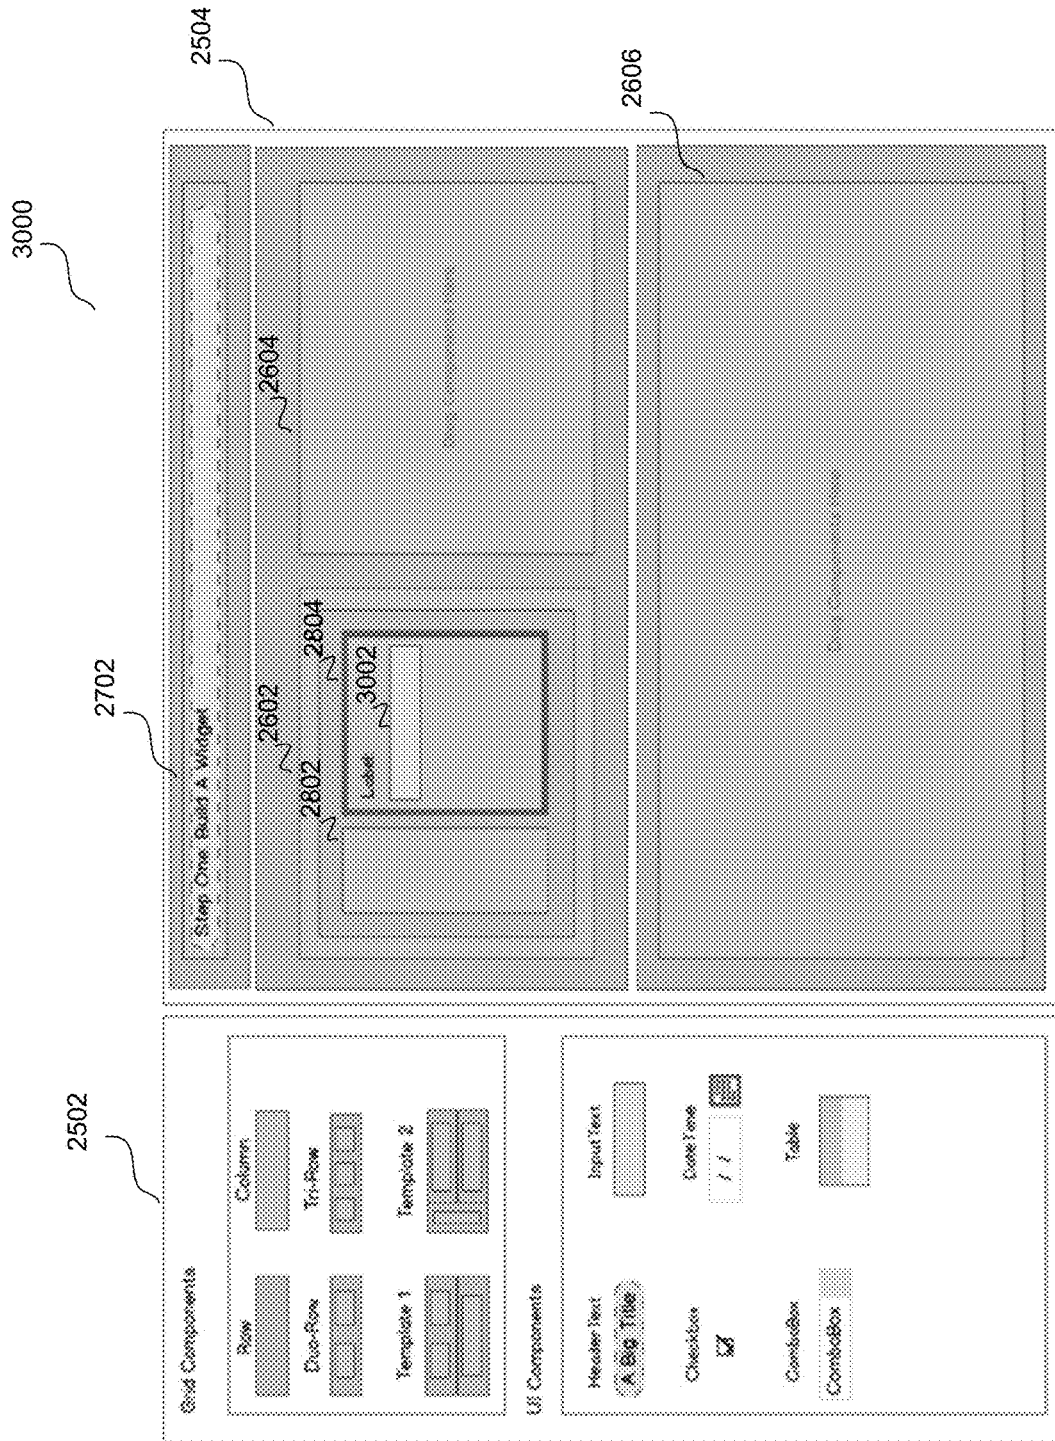 3000
2502
2702
2504
Grid Components
Row
Column
Duo-Row
Tri-Row
Template 1
Template 2
UI Components
Header Text
Input Text
A Big Title
Checkbox
Date Time
/ /
ComboBox
Table
ComboBox
Step One Build A Widget
2602
2604
2802
2804
Label
3002
2606